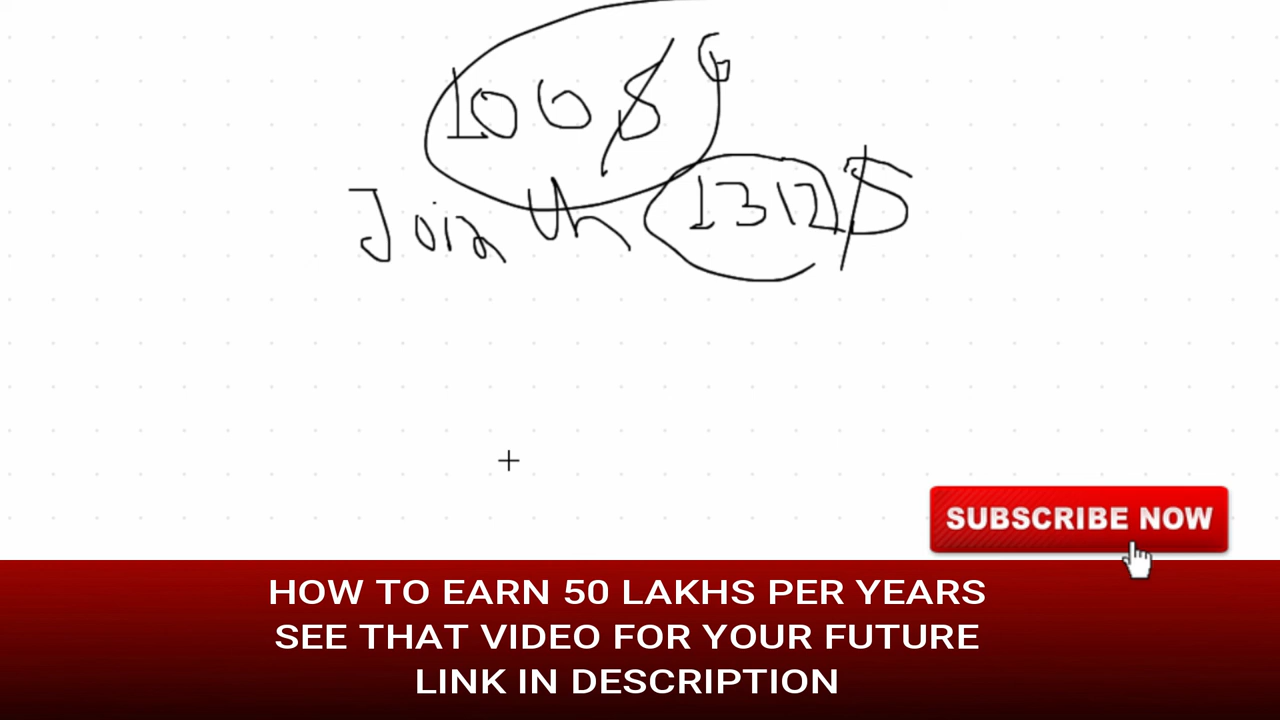 100$
Join th 1312$
SUBSCRIBE NOW
HOW TO EARN 50 LAKHS PER YEARS
SEE THAT VIDEO FOR YOUR FUTURE
LINK IN DESCRIPTION